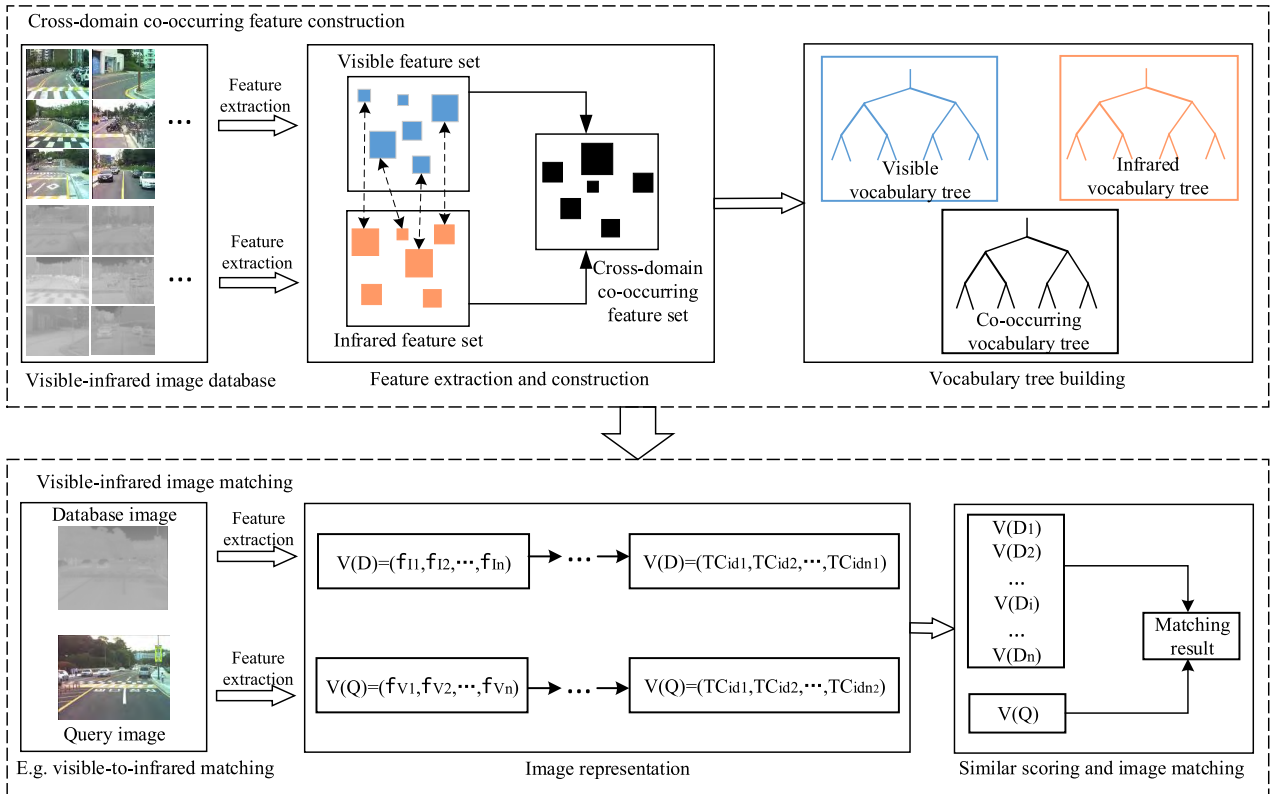 Cross-domain co-occurring feature construction
Feature
extraction
...
Feature
extraction
...
Visible-infrared image database
Visible feature set
Infrared feature set
Cross-domain
co-occurring
feature set
Feature extraction and construction
Visible
vocabulary tree
Infrared
vocabulary tree
Co-occurring
vocabulary tree
Vocabulary tree building
Visible-infrared image matching
Database image
Query image
E.g. visible-to-infrared matching
Feature
extraction
Feature
extraction
V(D)=(fI1,fI2,···,fIn)
...
V(D)=(TCid1,TCid2,···,TCidn1)
V(Q)=(fV1,fV2,···,fVn)
...
V(Q)=(TCid1,TCid2,···,TCidn2)
Image representation
V(D1)
V(D2)
...
V(Di)
...
V(Dn)
V(Q)
Matching
result
Similar scoring and image matching